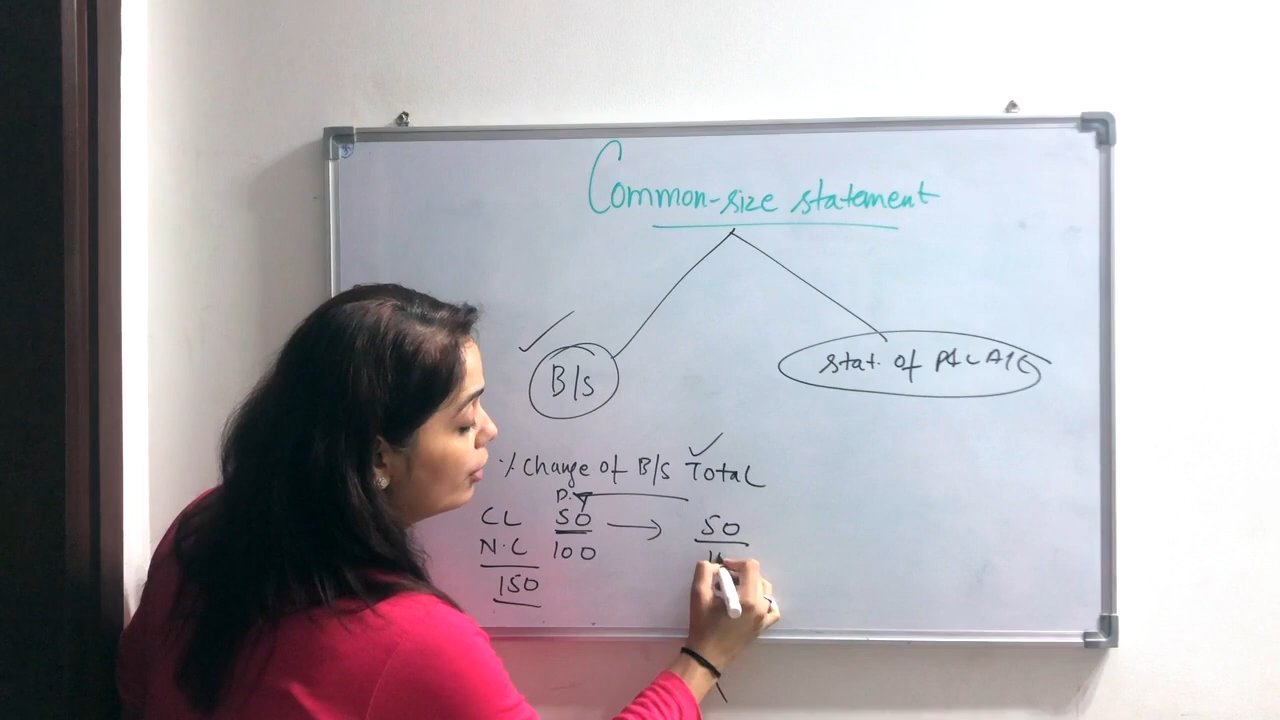 Common-size statement
B/s
stat. of P&L A/c
% Change of B/s Total
P.Y
CL 50 → 50
N.C 100
150